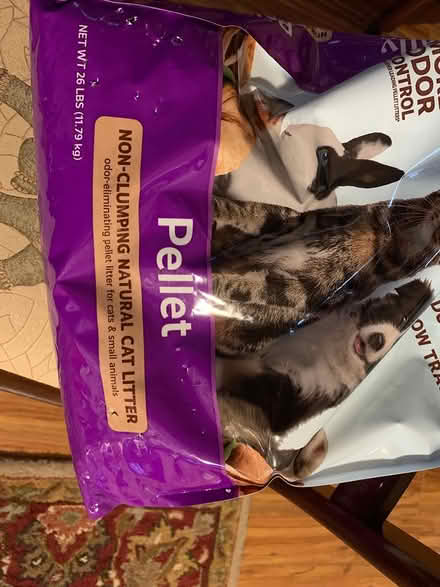 ODOR
CONTROL
Pellet
NON-CLUMPING NATURAL CAT LITTER
odor-eliminating pellet litter for cats & small animals
NET WT 26 LBS (11.79 kg)